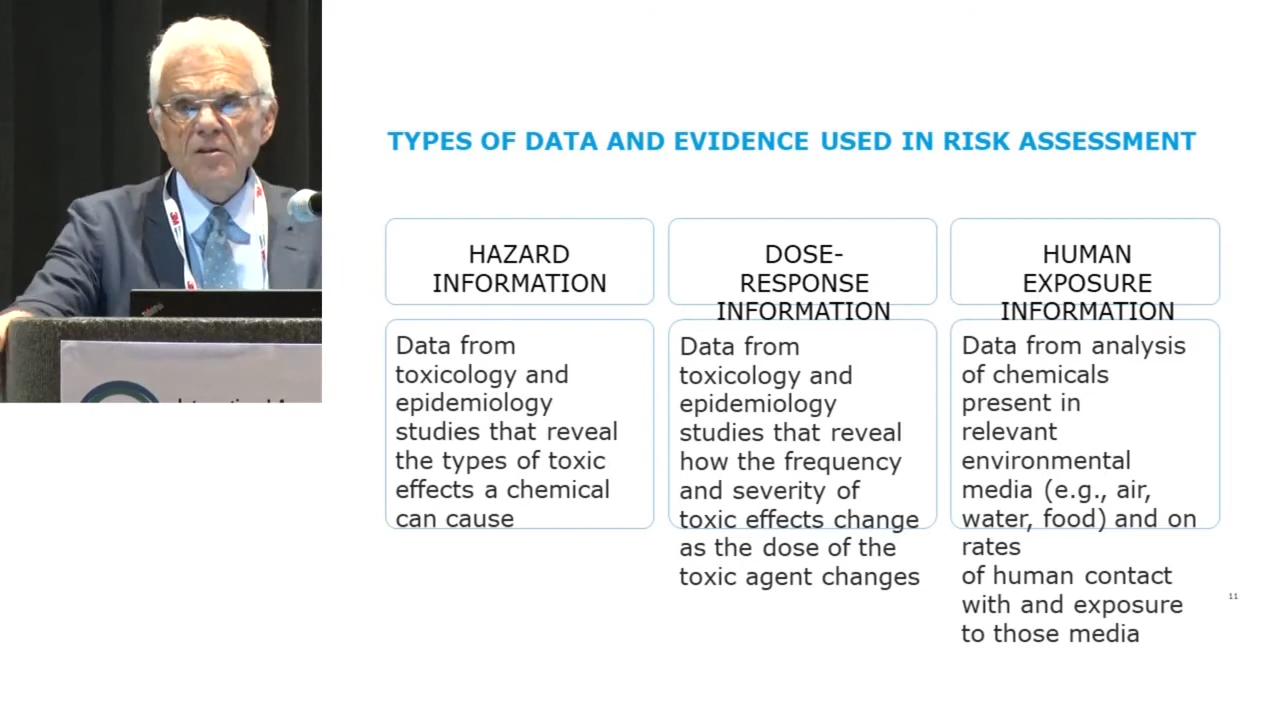 TYPES OF DATA AND EVIDENCE USED IN RISK ASSESSMENT
HAZARD
INFORMATION
Data from
toxicology and
epidemiology
studies that reveal
the types of toxic
effects a chemical
can cause
DOSE-
RESPONSE
INFORMATION
Data from
toxicology and
epidemiology
studies that reveal
how the frequency
and severity of
toxic effects change
as the dose of the
toxic agent changes
HUMAN
EXPOSURE
INFORMATION
Data from analysis
of chemicals
present in
relevant
environmental
media (e.g., air,
water, food) and on
rates
of human contact
with and exposure
to those media
11
3M